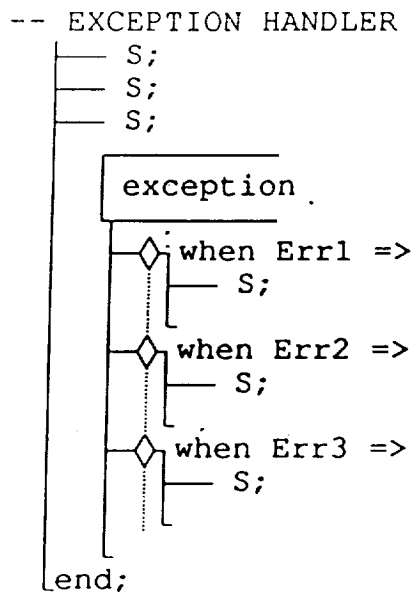 -- EXCEPTION HANDLER
S;
S;
S;
exception
when Err1 =>
S;
when Err2 =>
S;
when Err3 =>
S;
end;